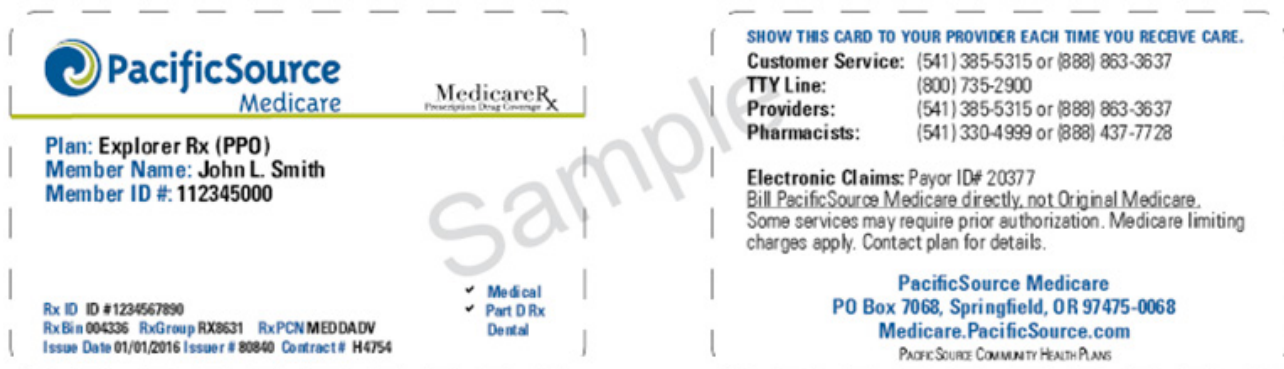 PacificSource
Medicare
MedicareRx
Prescription Drug Coverage
Plan: Explorer Rx (PPO)
Member Name: John L. Smith
Member ID #: 112345000
Medical
Part D Rx
Dental
Rx ID ID #1234567890
RxBin 004336 RxGroup RX8631 RxPCN MEDDADV
Issue Date 01/01/2016 Issuer # 80840 Contract # H4754
Sample
SHOW THIS CARD TO YOUR PROVIDER EACH TIME YOU RECEIVE CARE.
Customer Service: (541) 385-5315 or (888) 863-3637
TTY Line: (800) 735-2900
Providers: (541) 385-5315 or (888) 863-3637
Pharmacists: (541) 330-4999 or (888) 437-7728
Electronic Claims: Payor ID# 20377
Bill PacificSource Medicare directly, not Original Medicare.
Some services may require prior authorization. Medicare limiting
charges apply. Contact plan for details.
PacificSource Medicare
PO Box 7068, Springfield, OR 97475-0068
Medicare.PacificSource.com
PACIFICSOURCE COMMUNITY HEALTH PLANS